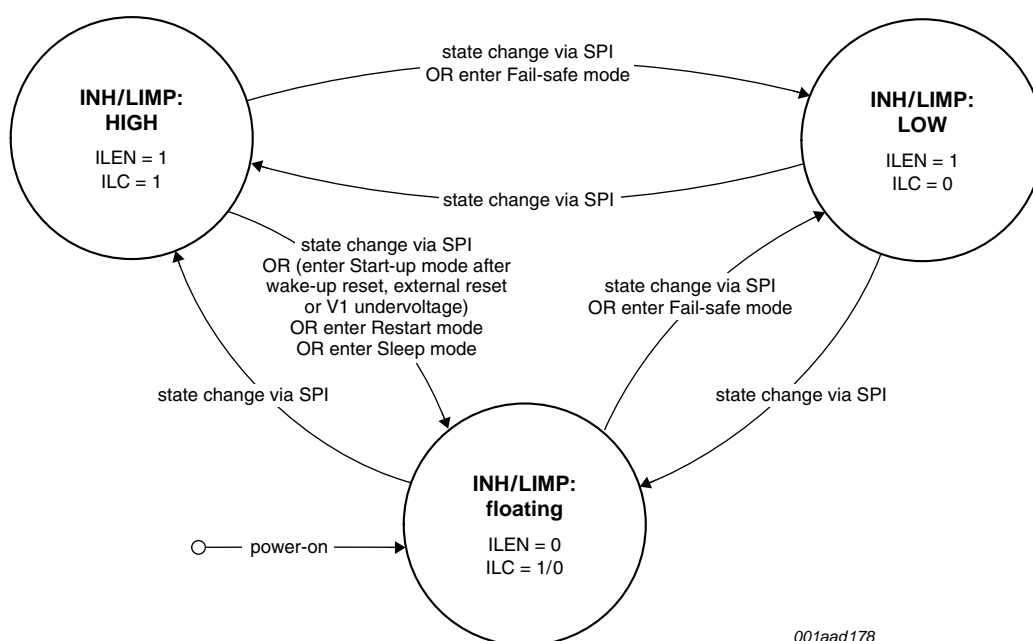 state change via SPI
OR enter Fail-safe mode
INH/LIMP:
HIGH
ILEN = 1
ILC = 1
INH/LIMP:
LOW
ILEN = 1
ILC = 0
state change via SPI
state change via SPI
OR (enter Start-up mode after
wake-up reset, external reset
or V1 undervoltage)
OR enter Restart mode
OR enter Sleep mode
state change via SPI
OR enter Fail-safe mode
state change via SPI
state change via SPI
INH/LIMP:
floating
ILEN = 0
ILC = 1/0
power-on
001aad178